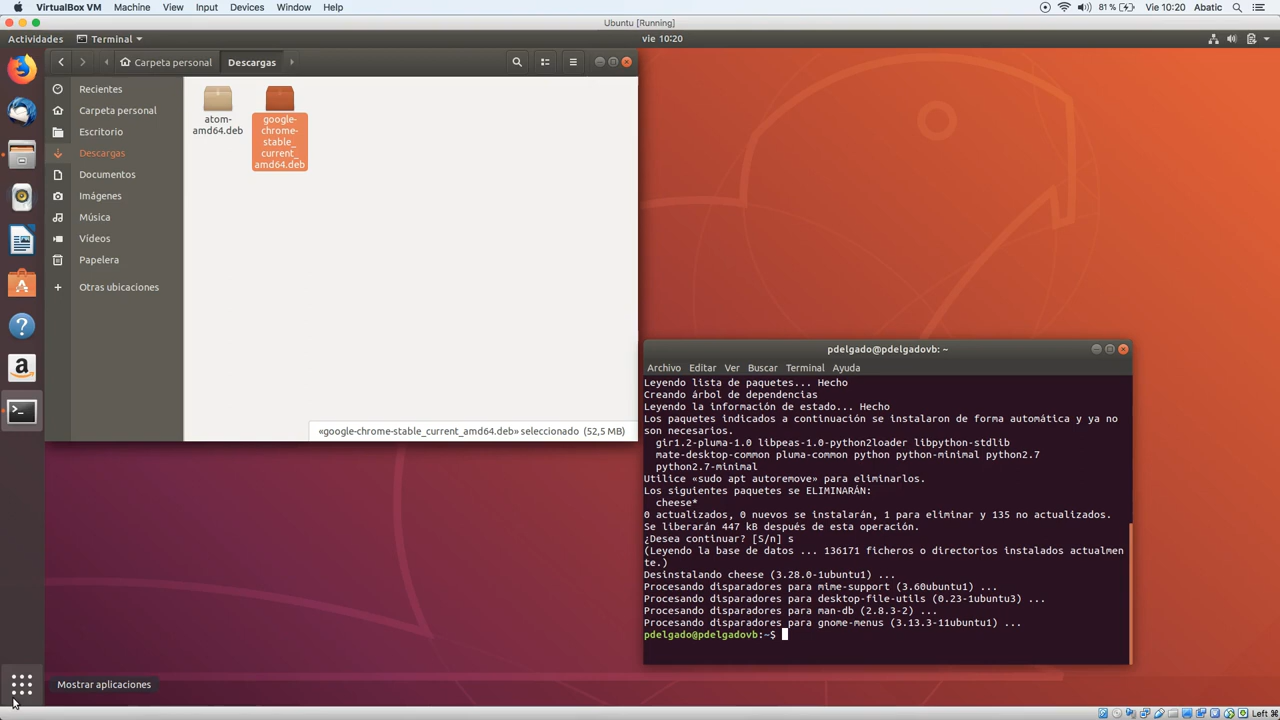 VirtualBox VM Machine View Input Devices Window Help
81 % Vie 10:20 Abatic
Ubuntu [Running]
Actividades Terminal vie 10:20
Carpeta personal Descargas
Recientes
Carpeta personal
Escritorio
Descargas
Documentos
Imágenes
Música
Vídeos
Papelera
Otras ubicaciones
atom-
amd64.deb
google-
chrome-
stable_
current_
amd64.deb
«google-chrome-stable_current_amd64.deb» seleccionado (52,5 MB)
pdelgado@pdelgadovb: ~
Archivo Editar Ver Buscar Terminal Ayuda
Leyendo lista de paquetes... Hecho
Creando árbol de dependencias
Leyendo la información de estado... Hecho
Los paquetes indicados a continuación se instalaron de forma automática y ya no
son necesarios.
gir1.2-pluma-1.0 libpeas-1.0-python2loader libpython-stdlib
mate-desktop-common pluma-common python python-minimal python2.7
python2.7-minimal
Utilice «sudo apt autoremove» para eliminarlos.
Los siguientes paquetes se ELIMINARÁN:
cheese*
0 actualizados, 0 nuevos se instalarán, 1 para eliminar y 135 no actualizados.
Se liberarán 447 kB después de esta operación.
¿Desea continuar? [S/n] s
(Leyendo la base de datos ... 136171 ficheros o directorios instalados actualmen
te.)
Desinstalando cheese (3.28.0-1ubuntu1) ...
Procesando disparadores para mime-support (3.60ubuntu1) ...
Procesando disparadores para desktop-file-utils (0.23-1ubuntu3) ...
Procesando disparadores para man-db (2.8.3-2) ...
Procesando disparadores para gnome-menus (3.13.3-11ubuntu1) ...
pdelgado@pdelgadovb:~$
Mostrar aplicaciones
Left ⌘